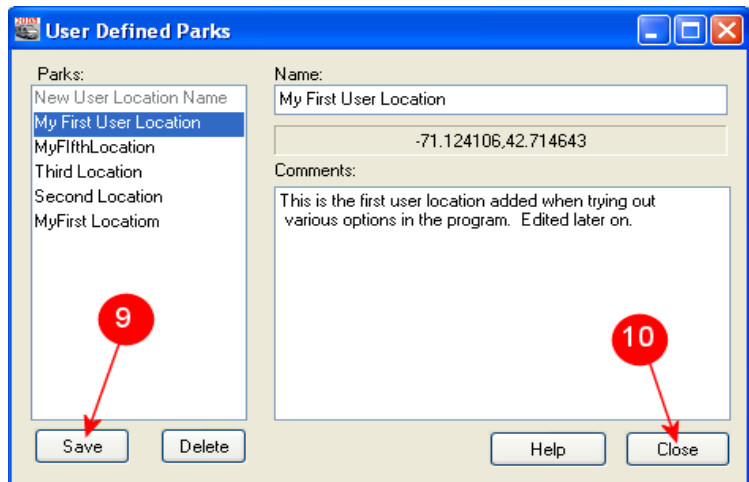 User Defined Parks
Parks:
New User Location Name
My First User Location
MyFIfthLocation
Third Location
Second Location
MyFirst Locatiom
Name:
My First User Location
-71.124106,42.714643
Comments:
This is the first user location added when trying out
various options in the program.  Edited later on.
9
10
Save
Delete
Help
Close